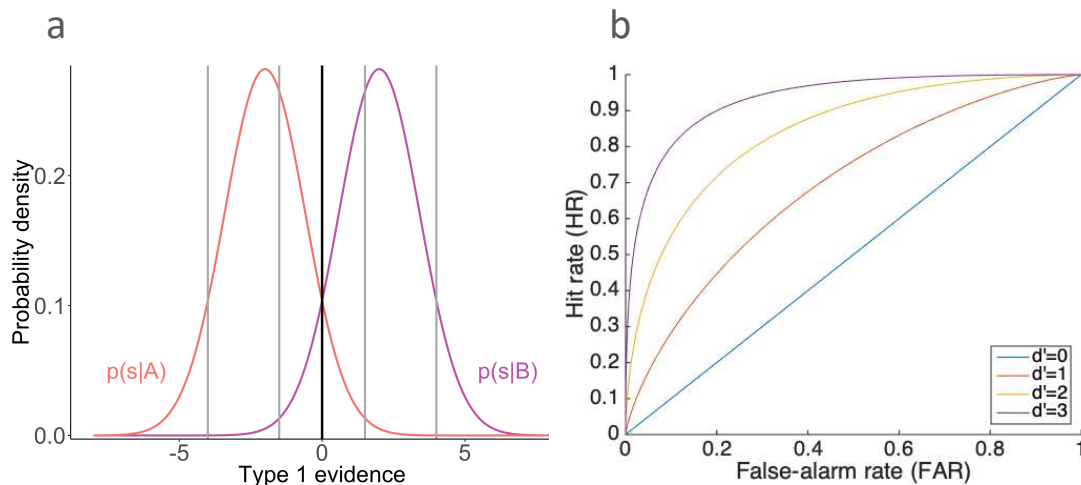 a
Probability density
0.2
0.1
0.0
p(s|A)
p(s|B)
-5
0
5
Type 1 evidence
b
Hit rate (HR)
1
0.9
0.8
0.7
0.6
0.5
0.4
0.3
0.2
0.1
0
0
0.2
0.4
0.6
0.8
1
False-alarm rate (FAR)
d'=0
d'=1
d'=2
d'=3